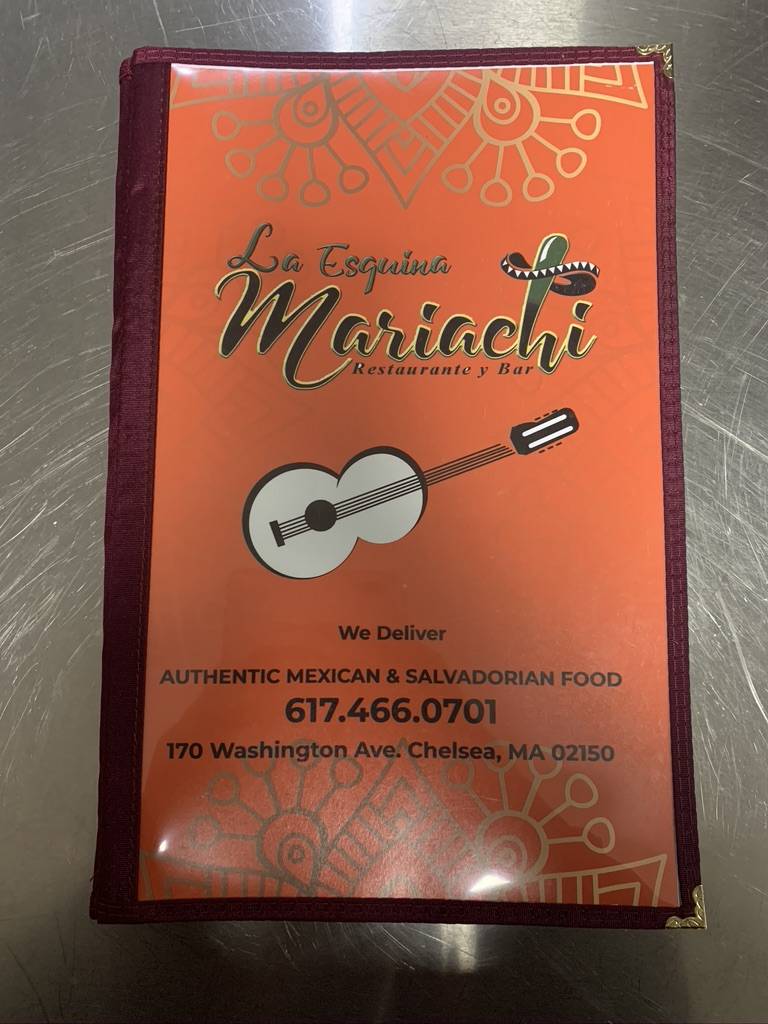 La Esquina
Mariachi
Restaurante y Bar
We Deliver
AUTHENTIC MEXICAN & SALVADORIAN FOOD
617.466.0701
170 Washington Ave. Chelsea, MA 02150